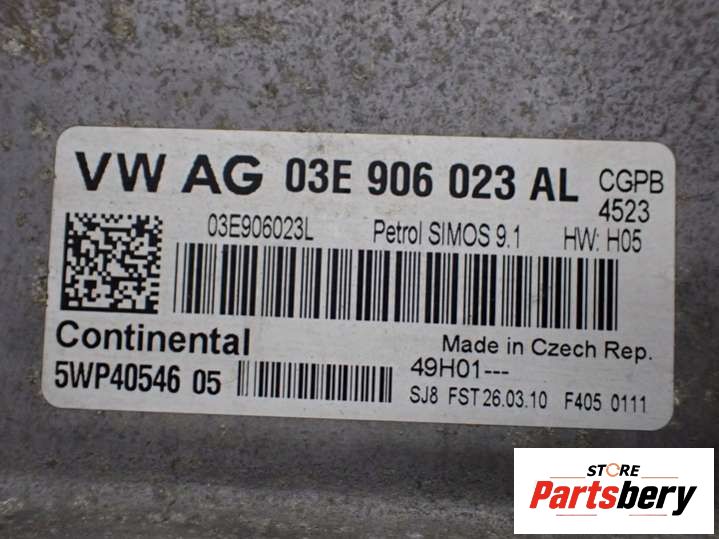 VW AG 03E 906 023 AL CGPB
4523
03E906023L Petrol SIMOS 9.1 HW: H05
Continental Made in Czech Rep.
5WP40546 05 49H01---
SJ8 FST 26.03.10 F405 0111
STORE
Partsbery